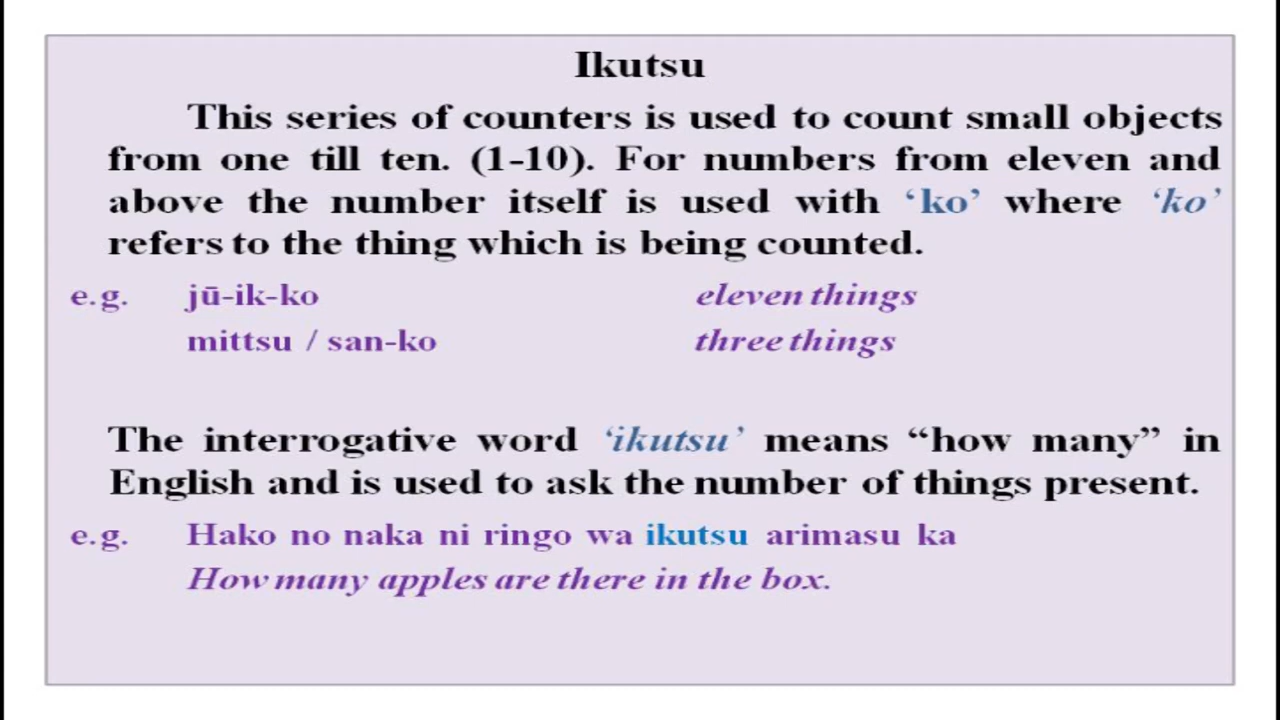 Ikutsu
This series of counters is used to count small objects
from one till ten. (1-10). For numbers from eleven and
above the number itself is used with ‘ko’ where ‘ko’
refers to the thing which is being counted.
e.g. jū-ik-ko eleven things
mittsu / san-ko three things
The interrogative word ‘ikutsu’ means “how many” in
English and is used to ask the number of things present.
e.g. Hako no naka ni ringo wa ikutsu arimasu ka
How many apples are there in the box.